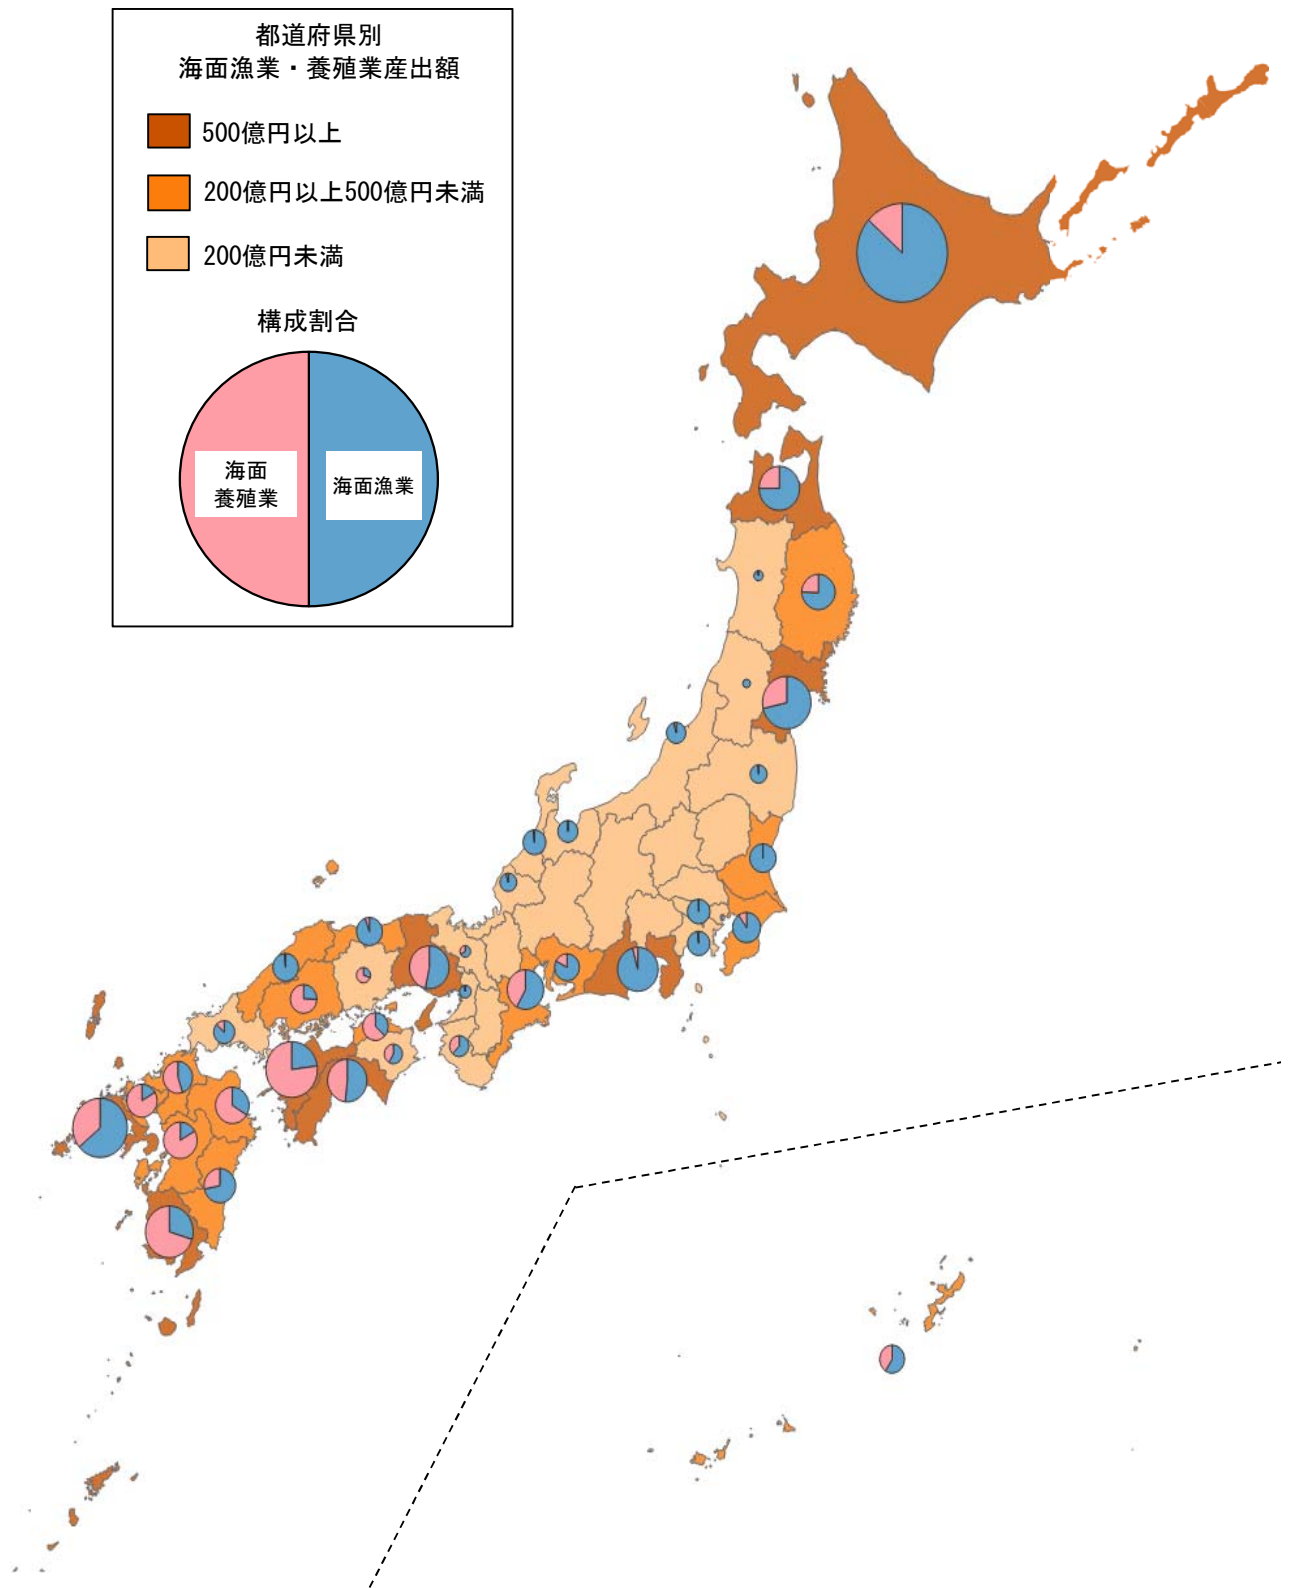 都道府県別
海面漁業・養殖業産出額
500億円以上
200億円以上500億円未満
200億円未満
構成割合
海面
養殖業
海面漁業